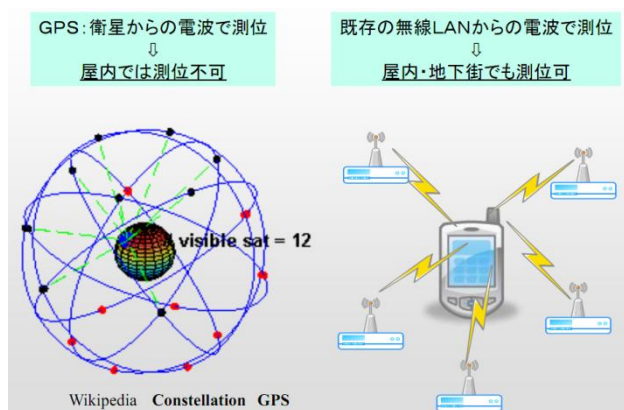 GPS:衛星からの電波で測位
⇩
屋内では測位不可
既存の無線LANからの電波で測位
⇩
屋内・地下街でも測位可
visible sat = 12
Wikipedia Constellation GPS